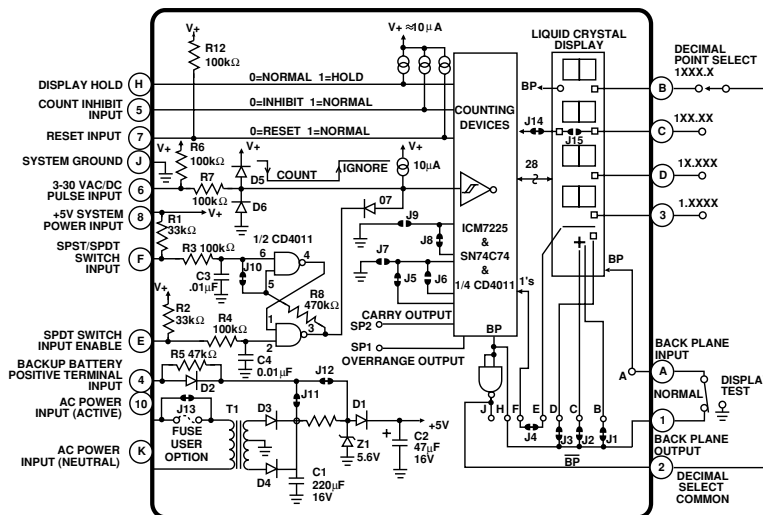 V+
R12
100kΩ
V+ ≈10μA
LIQUID CRYSTAL
DISPLAY
DECIMAL
POINT SELECT
1XXX.X
DISPLAY HOLD
H
0=NORMAL 1=HOLD
BP
B
COUNT INHIBIT
INPUT
5
0=INHIBIT 1=NORMAL
COUNTING
DEVICES
J14
J15
C
1XX.XX
RESET INPUT
7
0=RESET 1=NORMAL
SYSTEM GROUND
J
V+
R6
100kΩ
V+
COUNT
IGNORE
V+
10μA
28
D
1X.XXX
3-30 VAC/DC
PULSE INPUT
6
R7
100kΩ
D5
D6
07
3
1.XXXX
+5V SYSTEM
POWER INPUT
8
V+
R1
33kΩ
J9
J8
ICM7225
&
SN74C74
&
1/4 CD4011
SPST/SPDT
SWITCH
INPUT
F
R3 100kΩ
1/2 CD4011
C3
.01μF
J10
6
4
5
J7
J5
J6
1's
BP
V+
R2
33kΩ
R8
470kΩ
1
2
3
CARRY OUTPUT
SP2
SPDT SWITCH
INPUT ENABLE
E
R4
100kΩ
C4
0.01μF
SP1
OVERRANGE OUTPUT
BP
BACKUP BATTERY
POSITIVE TERMINAL
INPUT
4
R5 47kΩ
D2
J12
J11
A
BACK PLANE
INPUT
A
NORMAL
DISPLAY
TEST
AC POWER
INPUT (ACTIVE)
10
J13
FUSE
USER
OPTION
T1
D3
D1
+5V
J
H
F
E
D
C
B
J4
J3
J2
J1
1
BACK PLANE
OUTPUT
Z1
5.6V
C2
47μF
16V
AC POWER
INPUT (NEUTRAL)
K
D4
C1
220μF
16V
BP
2
DECIMAL
SELECT
COMMON